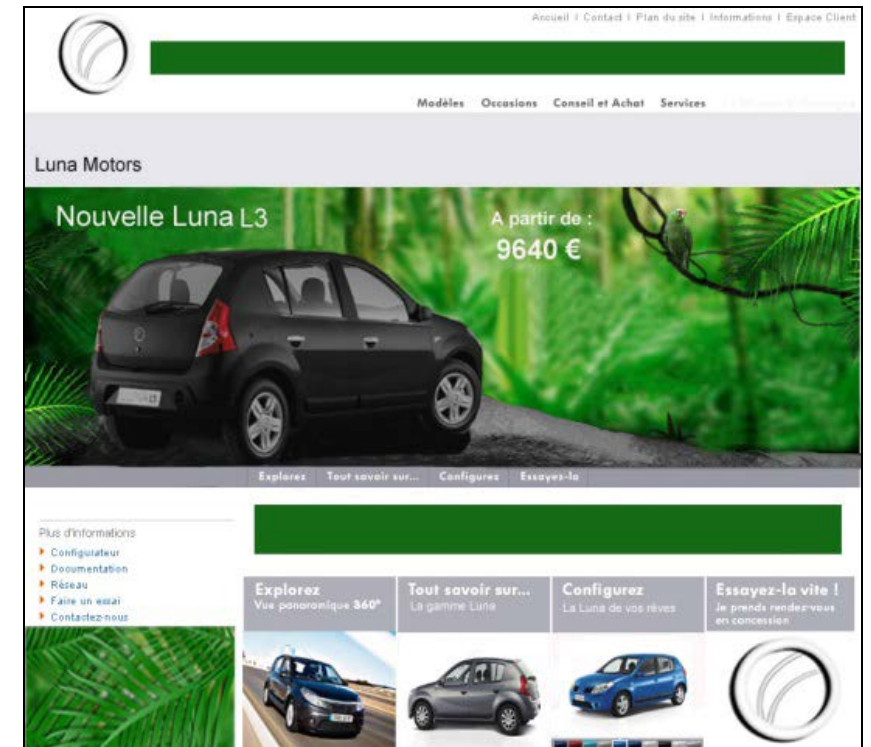 Accueil I Contact I Plan du site I Informations I Espace Client
Modèles Occasions Conseil et Achat Services
Luna Motors
Nouvelle Luna L3
A partir de :
9640 €
Explorez Tout savoir sur... Configurez Essayes-la
Plus d'informations
Configurateur
Documentation
Réseau
Faire un essai
Contactez-nous
Explorez
Vue panoramique 360°
Tout savoir sur...
La gamme Luna
Configurez
La Luna de vos rêves
Essayez-la vite !
Je prends rendez-vous
en concession